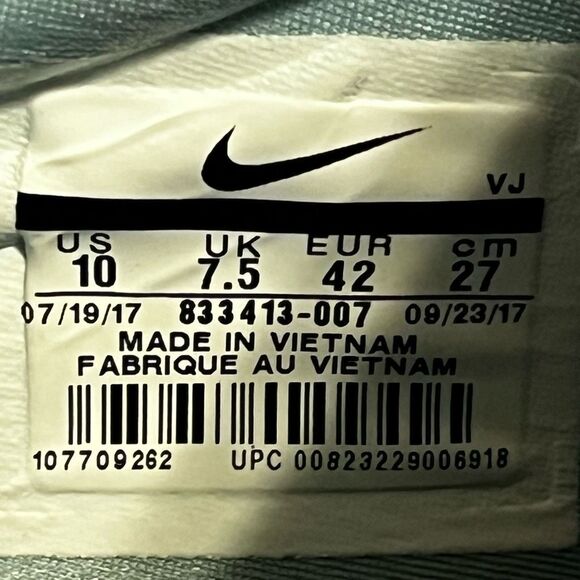 VJ
US UK EUR cm
10 7.5 42 27
07/19/17 833413-007 09/23/17
MADE IN VIETNAM
FABRIQUE AU VIETNAM
107709262 UPC 00823229006918